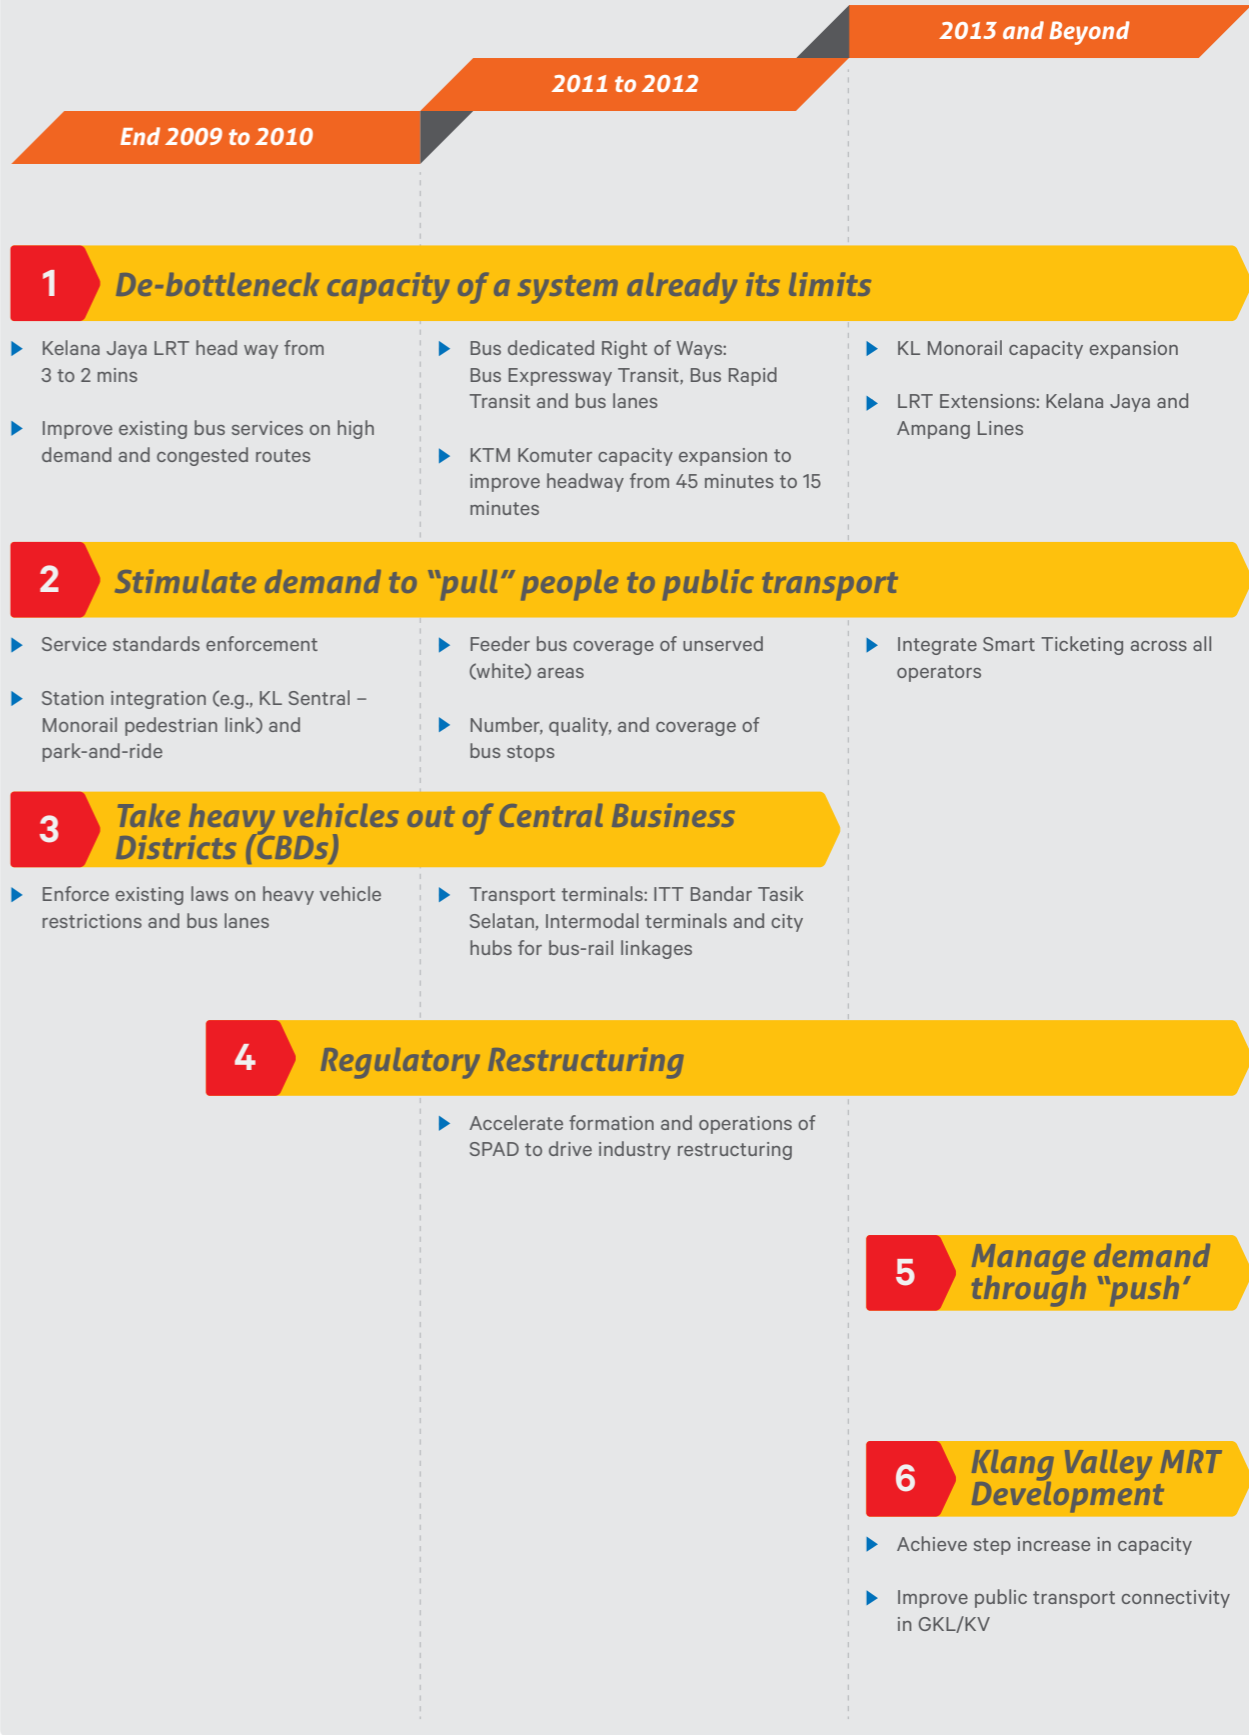 2013 and Beyond
2011 to 2012
End 2009 to 2010
1
De-bottleneck capacity of a system already its limits
Kelana Jaya LRT head way from
3 to 2 mins
Improve existing bus services on high
demand and congested routes
Bus dedicated Right of Ways:
Bus Expressway Transit, Bus Rapid
Transit and bus lanes
KTM Komuter capacity expansion to
improve headway from 45 minutes to 15
minutes
KL Monorail capacity expansion
LRT Extensions: Kelana Jaya and
Ampang Lines
2
Stimulate demand to “pull” people to public transport
Service standards enforcement
Station integration (e.g., KL Sentral –
Monorail pedestrian link) and
park-and-ride
Feeder bus coverage of unserved
(white) areas
Number, quality, and coverage of
bus stops
Integrate Smart Ticketing across all
operators
3
Take heavy vehicles out of Central Business
Districts (CBDs)
Enforce existing laws on heavy vehicle
restrictions and bus lanes
Transport terminals: ITT Bandar Tasik
Selatan, Intermodal terminals and city
hubs for bus-rail linkages
4
Regulatory Restructuring
Accelerate formation and operations of
SPAD to drive industry restructuring
5
Manage demand
through “push’
6
Klang Valley MRT
Development
Achieve step increase in capacity
Improve public transport connectivity
in GKL/KV